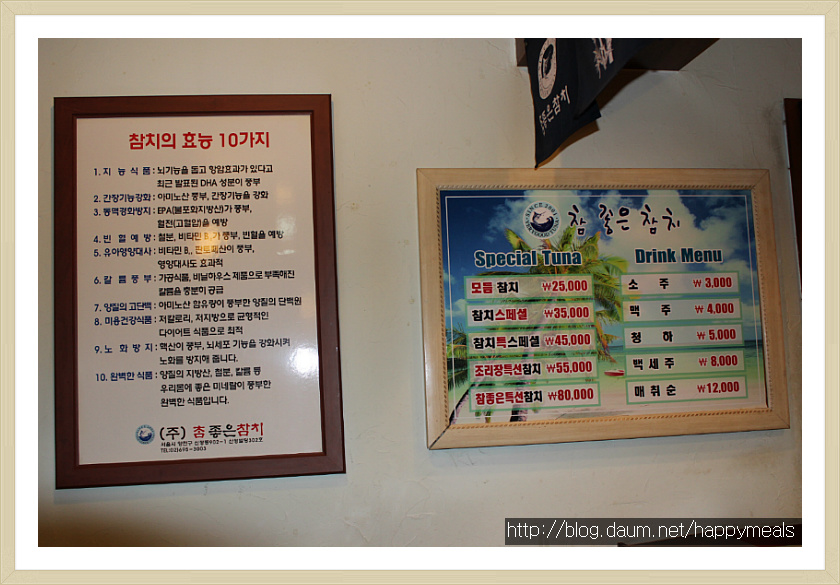 참치의 효능 10가지
1. 지 능 식 품 : 뇌기능을 돕고 항암효과가 있다고
최근 발표된 DHA 성분이 풍부
2. 간장기능강화 : 아미노산 풍부, 간장기능을 강화
3. 동맥경화방지 : EPA(불포화지방산)가 풍부,
혈전(고혈압)을 예방
4. 빈 혈 예 방 : 철분, 비타민 가 풍부, 빈혈을 예방
5. 유아영양대사 : 비타민 풍부,
영양대사도 효과적
6. 칼 륨 풍 부 : 가공식품, 비닐하우스 제품으로 부족해진
칼륨을 충분히 공급
7. 양질의 고단백 : 아미노산 함유량이 풍부한 양질의 단백원
8. 미용건강식품 : 저칼로리, 저지방으로 균형적인
다이어트 식품으로 최적
9. 노 화 방 지 : 핵산이 풍부, 뇌세포 기능을 강화시켜
노화를 방지해 줍니다.
10. 완벽한 식품 : 양질의 지방산, 철분, 칼륨 등
우리몸에 좋은 미네랄이 풍부한
완벽한 식품입니다.
(주) 참 좋은참치
참좋은참치
참 좋은 참치
Special Tuna
모듬 참치 ₩25,000
참치스페셜 ₩35,000
참치특스페셜 ₩45,000
조리장특선참치 ₩55,000
참좋은특선참치 ₩80,000
Drink Menu
소 주 ₩3,000
맥 주 ₩4,000
청 하 ₩5,000
백세주 ₩8,000
매취순 ₩12,000
http://blog.daum.net/happymeals